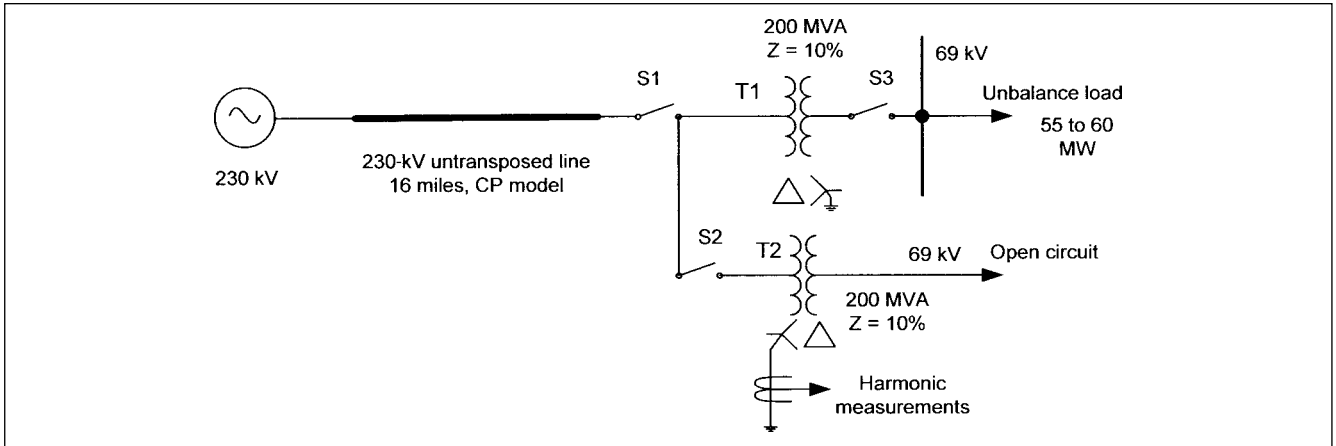 200 MVA
Z = 10%
69 kV
S1
T1
S3
Unbalance load
55 to 60
MW
230-kV untransposed line
16 miles, CP model
230 kV
S2
T2
69 kV
Open circuit
200 MVA
Z = 10%
Harmonic
measurements